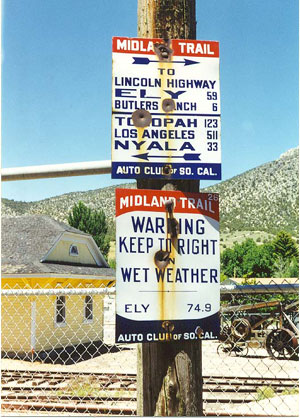 MIDLAND TRAIL
TO
LINCOLN HIGHWAY
ELY 59
BUTLERS RANCH 6
TONOPAH 123
LOS ANGELES 511
NYALA 33
AUTO CLUB OF SO. CAL.
MIDLAND TRAIL 26
WARNING
KEEP TO RIGHT
IN
WET WEATHER
ELY 74.9
AUTO CLUB OF SO. CAL.